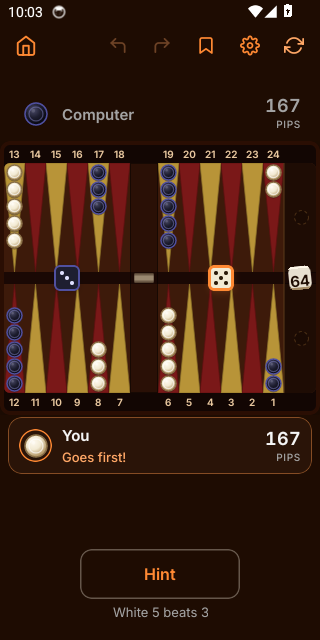 10:03
Computer
167
PIPS
13 14 15 16 17 18 19 20 21 22 23 24
64
12 11 10 9 8 7 6 5 4 3 2 1
You
Goes first!
167
PIPS
Hint
White 5 beats 3